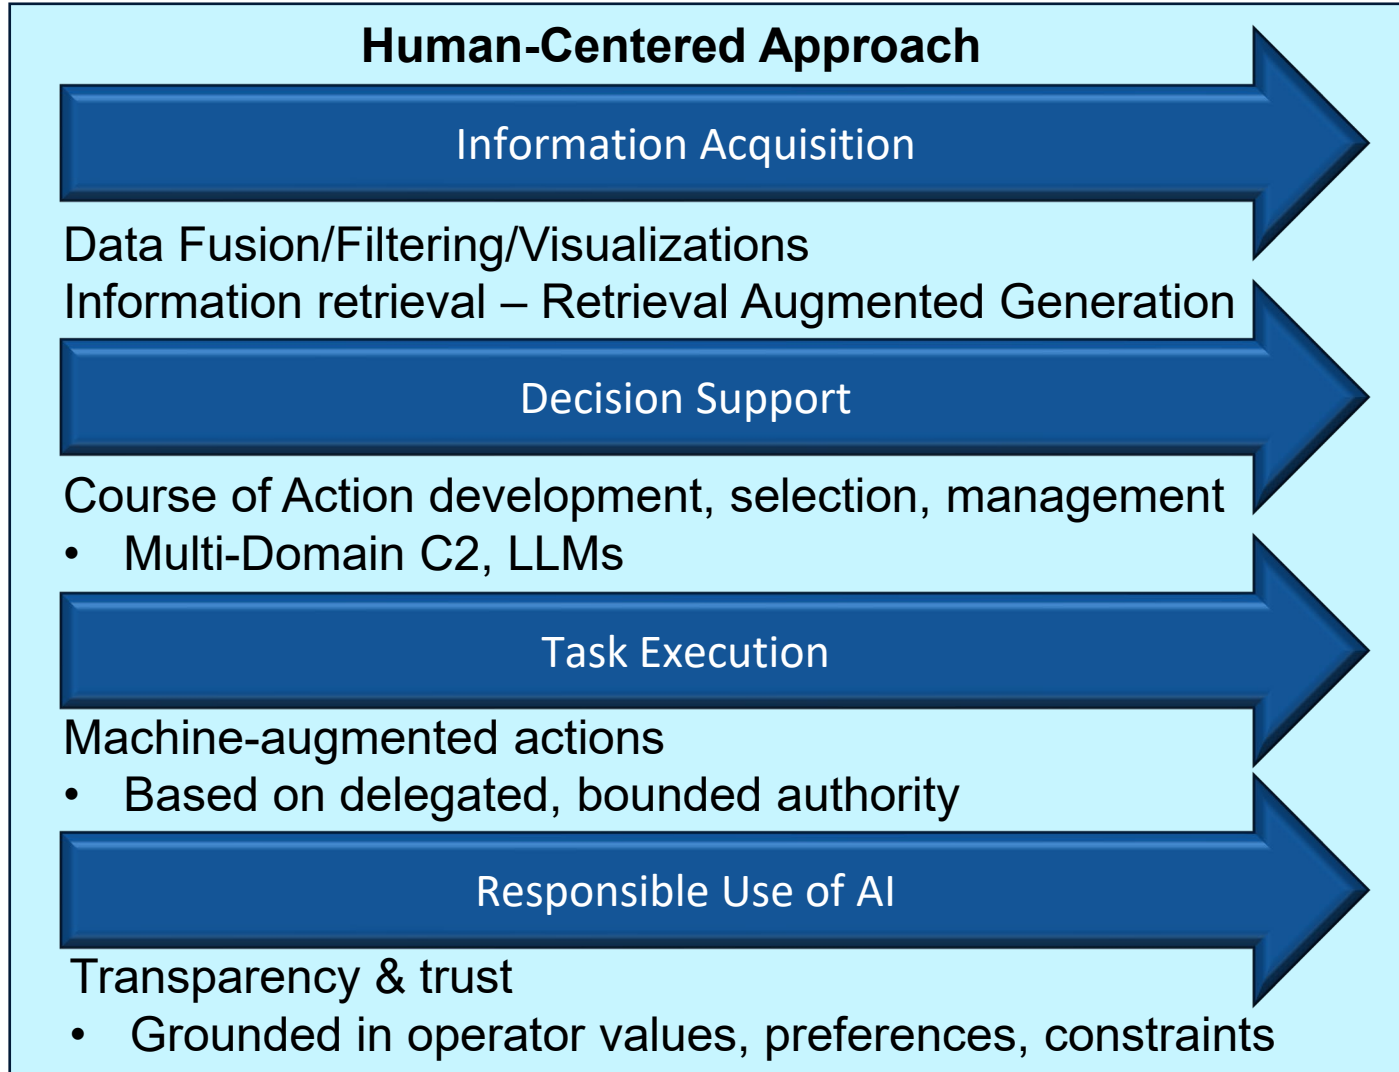 Human-Centered Approach
Information Acquisition
Data Fusion/Filtering/Visualizations
Information retrieval – Retrieval Augmented Generation
Decision Support
Course of Action development, selection, management
• Multi-Domain C2, LLMs
Task Execution
Machine-augmented actions
• Based on delegated, bounded authority
Responsible Use of AI
Transparency & trust
• Grounded in operator values, preferences, constraints